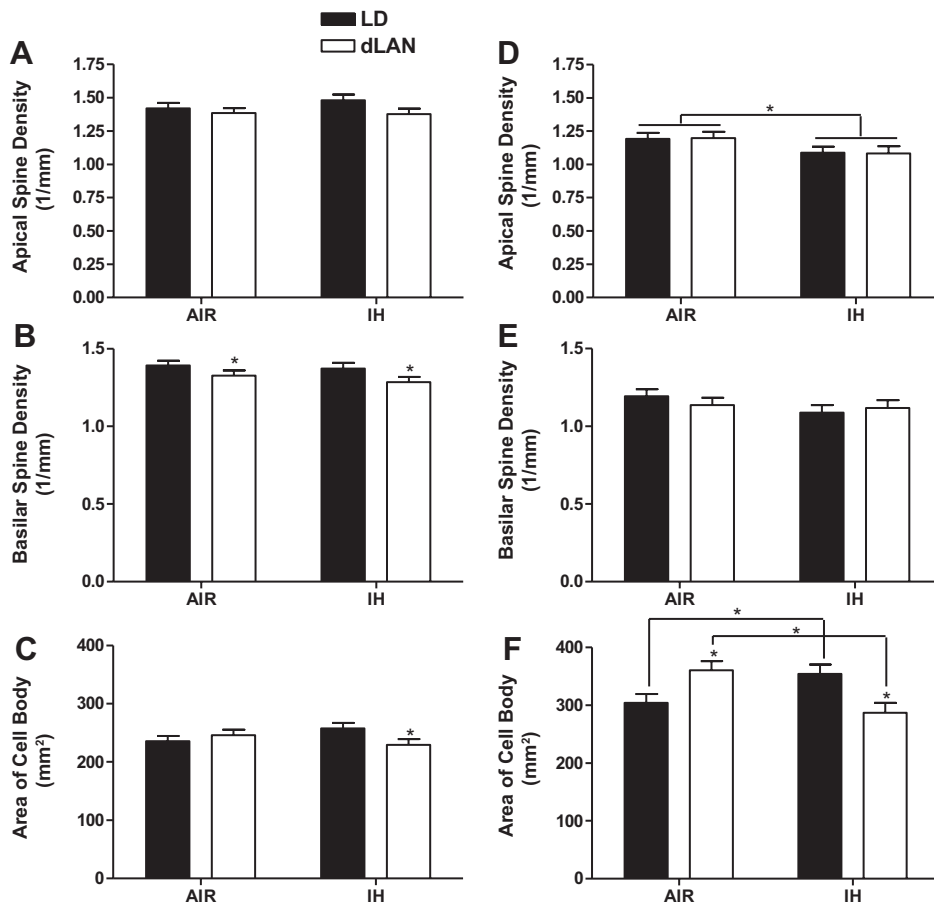 LD
dLAN
A
Apical Spine Density
(1/mm)
1.75
1.50
1.25
1.00
0.75
0.50
0.25
0.00
AIR
IH
D
Apical Spine Density
(1/mm)
1.75
1.50
1.25
1.00
0.75
0.50
0.25
0.00
*
AIR
IH
B
Basilar Spine Density
(1/mm)
1.5
1.0
0.5
0.0
*
*
AIR
IH
E
Basilar Spine Density
(1/mm)
1.5
1.0
0.5
0.0
AIR
IH
C
Area of Cell Body
(mm²)
400
300
200
100
0
*
AIR
IH
F
Area of Cell Body
(mm²)
400
300
200
100
0
*
*
*
*
AIR
IH